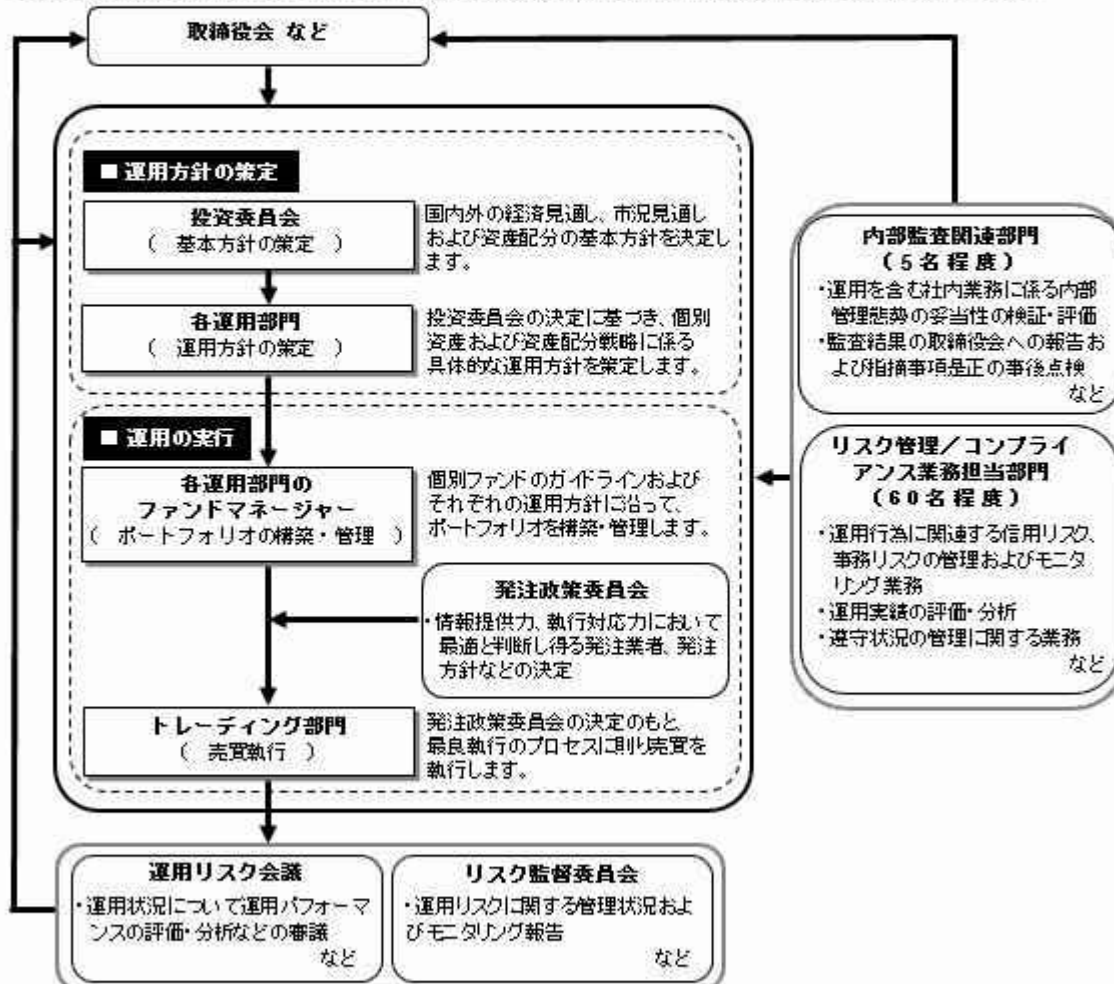 取締役会 など
■ 運用方針の策定
投資委員会
( 基本方針の策定 )
国内外の経済見通し、市況見通し
および資産配分の基本方針を決定し
ます。
各運用部門
( 運用方針の策定 )
投資委員会の決定に基づき、個別
資産および資産配分戦略に係る
具体的な運用方針を策定します。
■ 運用の実行
各運用部門の
ファンドマネージャー
( ポートフォリオの構築・管理 )
個別ファンドのガイドラインおよび
それぞれの運用方針に沿って、
ポートフォリオを構築・管理します。
発注政策委員会
・情報提供力、執行対応力において
最適と判断し得る発注業者、発注
方針などの決定
トレーディング部門
( 売買執行 )
発注政策委員会の決定のもと、
最良執行のプロセスに則り売買を
執行します。
運用リスク会議
・運用状況について運用パフォーマ
ンスの評価・分析などの審議
など
リスク監督委員会
・運用リスクに関する管理状況およ
びモニタリング報告
など
内部監査関連部門
(5名程度)
・運用を含む社内業務に係る内部
管理態勢の妥当性の検証・評価
・監査結果の取締役会への報告お
よび指摘事項是正の事後点検
など
リスク管理/コンプライ
アンス業務担当部門
(60名程度)
・運用行為に関連する信用リスク、
事務リスクの管理およびモニタ
リング業務
・運用実績の評価・分析
・遵守状況の管理に関する業務
など